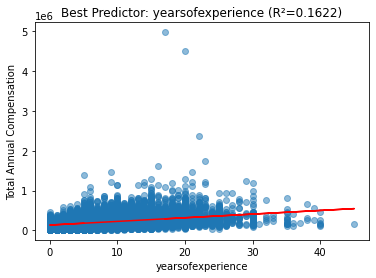 Best Predictor: yearsofexperience (R²=0.1622)
1e6
Total Annual Compensation
5
4
3
2
1
0
0 10 20 30 40
yearsofexperience